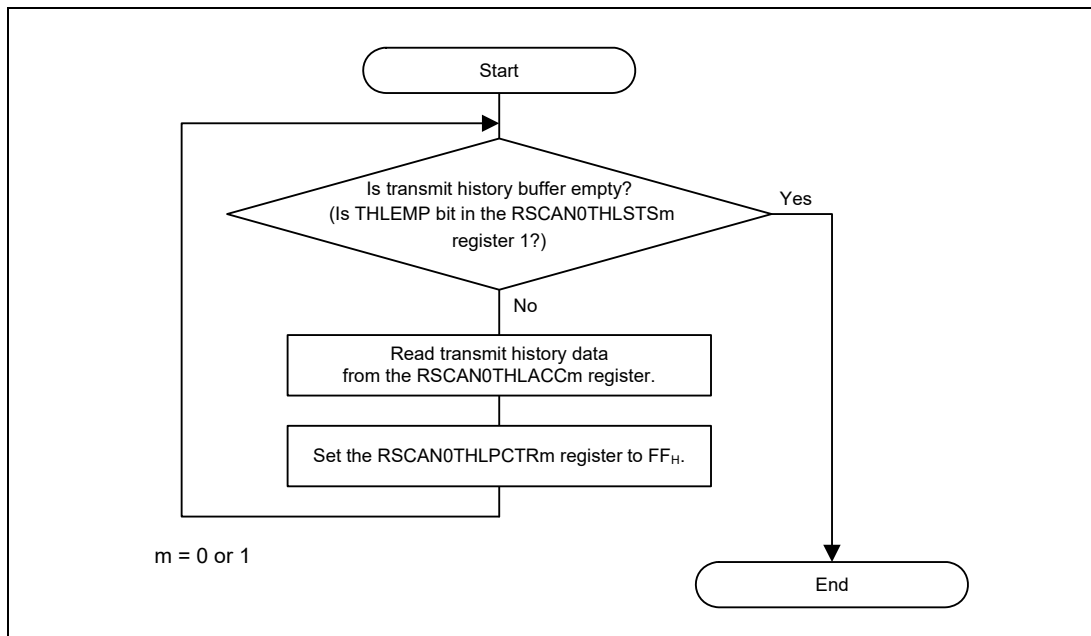 Start
Is transmit history buffer empty?
(Is THLEMP bit in the RSCAN0THLSTSm
register 1?)
Yes
No
Read transmit history data
from the RSCAN0THLACCm register.
Set the RSCAN0THLPCTRm register to FFH.
m = 0 or 1
End